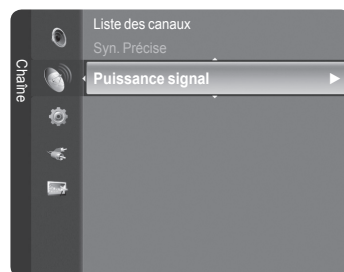 Chaîne
Liste des canaux
Syn. Précise
Puissance signal